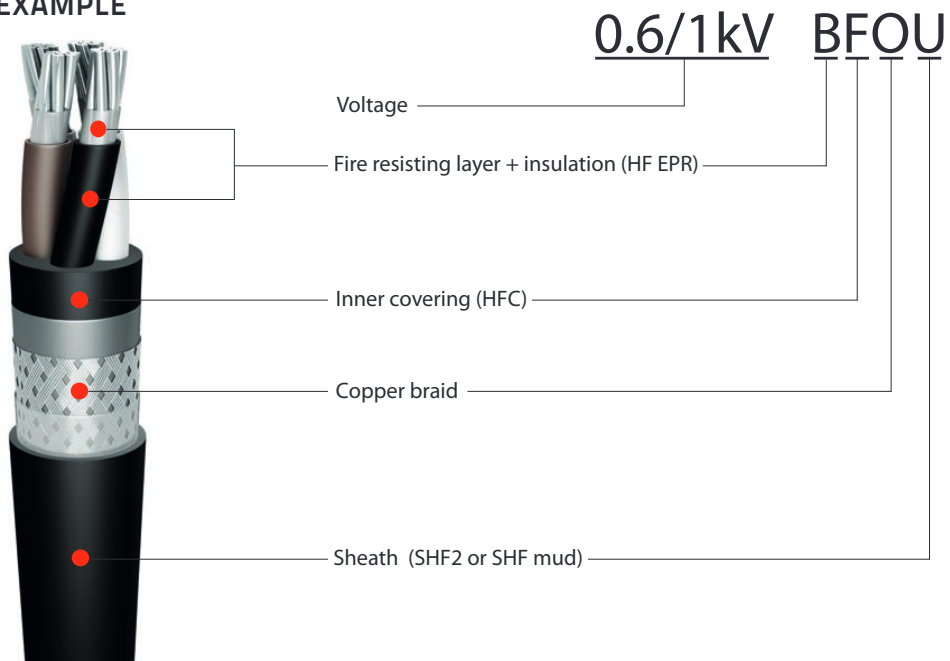 EXAMPLE
0.6/1kV BFOU
Voltage
Fire resisting layer + insulation (HF EPR)
Inner covering (HFC)
Copper braid
Sheath (SHF2 or SHF mud)